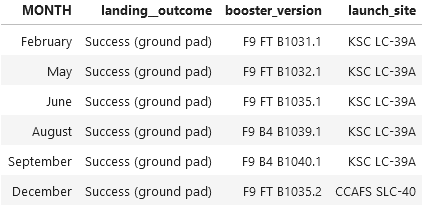 MONTH landing__outcome booster_version launch_site
February Success (ground pad) F9 FT B1031.1 KSC LC-39A
May Success (ground pad) F9 FT B1032.1 KSC LC-39A
June Success (ground pad) F9 FT B1035.1 KSC LC-39A
August Success (ground pad) F9 B4 B1039.1 KSC LC-39A
September Success (ground pad) F9 B4 B1040.1 KSC LC-39A
December Success (ground pad) F9 FT B1035.2 CCAFS SLC-40